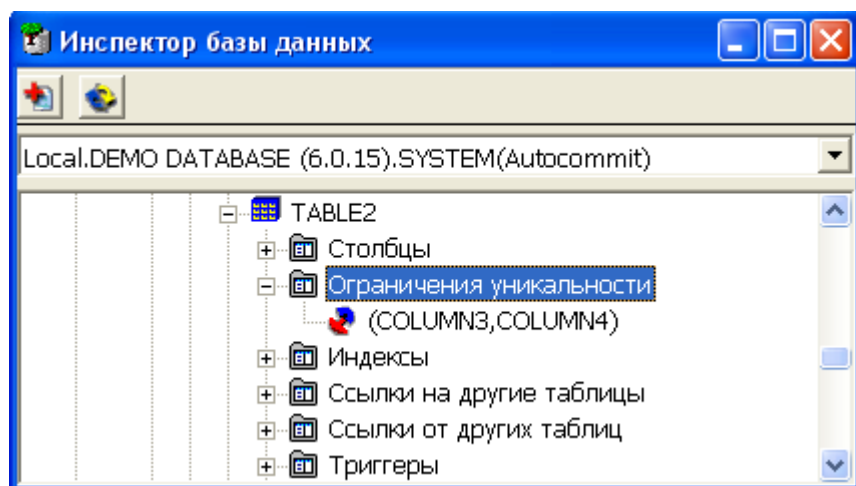 Инспектор базы данных
Local.DEMO DATABASE (6.0.15).SYSTEM(Autocommit)
TABLE2
Столбцы
Ограничения уникальности
(COLUMN3,COLUMN4)
Индексы
Ссылки на другие таблицы
Ссылки от других таблиц
Триггеры